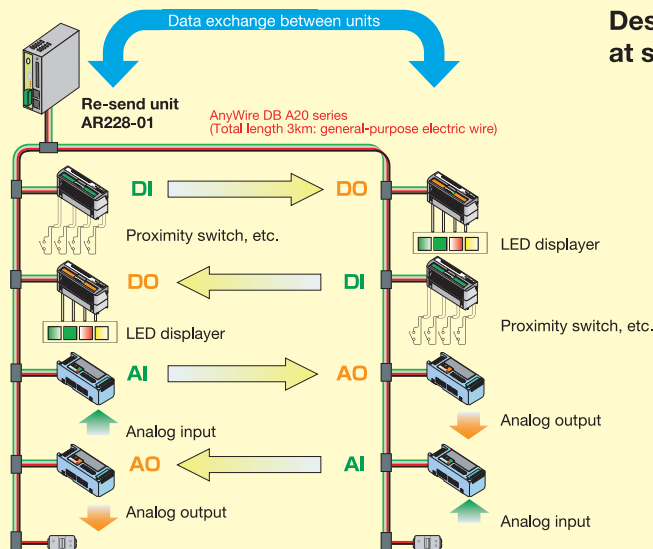 Data exchange between units
Des
at s
Re-send unit
AR228-01
AnyWire DB A20 series
(Total length 3km: general-purpose electric wire)
DI
DO
Proximity switch, etc.
LED displayer
DO
DI
LED displayer
Proximity switch, etc.
AI
AO
Analog input
Analog output
AO
AI
Analog output
Analog input